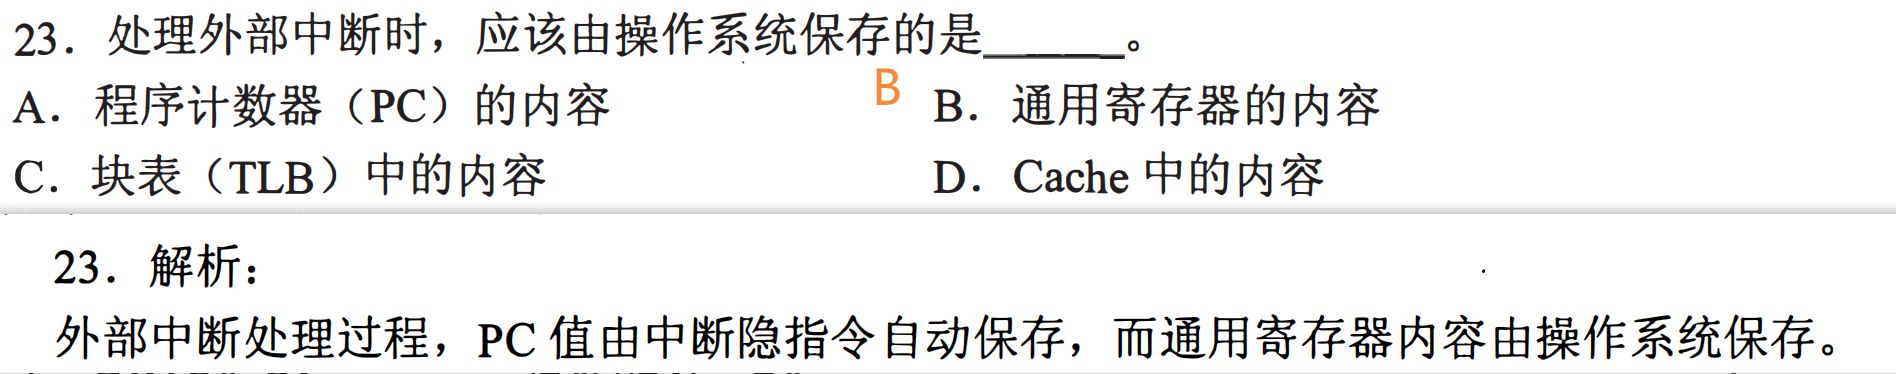 23. 处理外部中断时，应该由操作系统保存的是______。
A. 程序计数器（PC）的内容 B B. 通用寄存器的内容
C. 块表（TLB）中的内容 D. Cache 中的内容
23. 解析：
外部中断处理过程，PC 值由中断隐指令自动保存，而通用寄存器内容由操作系统保存。